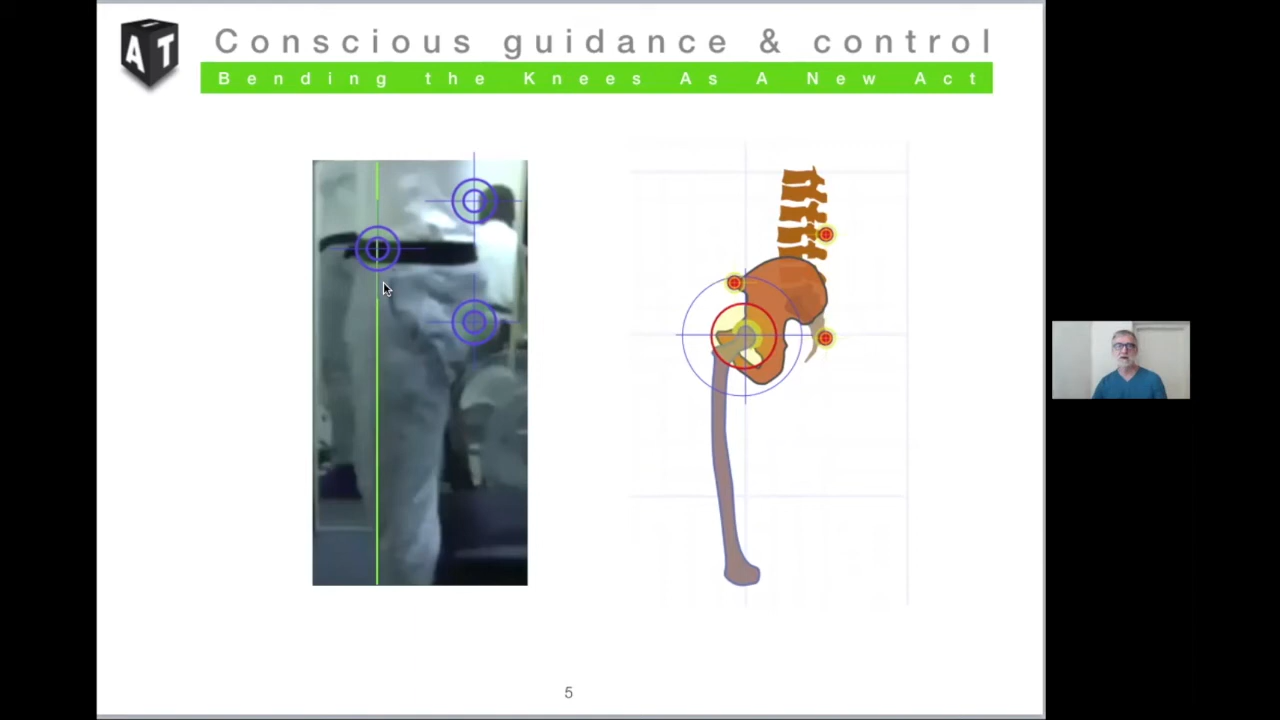 AT
Conscious guidance & control
Bending the Knees As A New Act
5